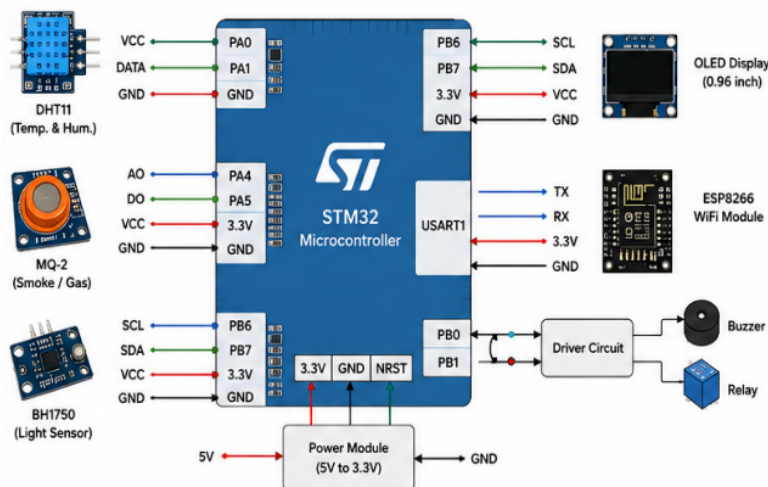 VCC
DATA
GND
DHT11
(Temp. & Hum.)
PA0
PA1
GND
AO
DO
VCC
GND
MQ-2
(Smoke / Gas)
PA4
PA5
3.3V
GND
SCL
SDA
VCC
GND
BH1750
(Light Sensor)
PB6
PB7
3.3V
GND
STM32
Microcontroller
3.3V GND NRST
5V
Power Module
(5V to 3.3V)
GND
PB6
PB7
3.3V
GND
SCL
SDA
VCC
GND
OLED Display
(0.96 inch)
USART1
TX
RX
3.3V
GND
ESP8266
WiFi Module
PB0
PB1
Driver Circuit
Buzzer
Relay